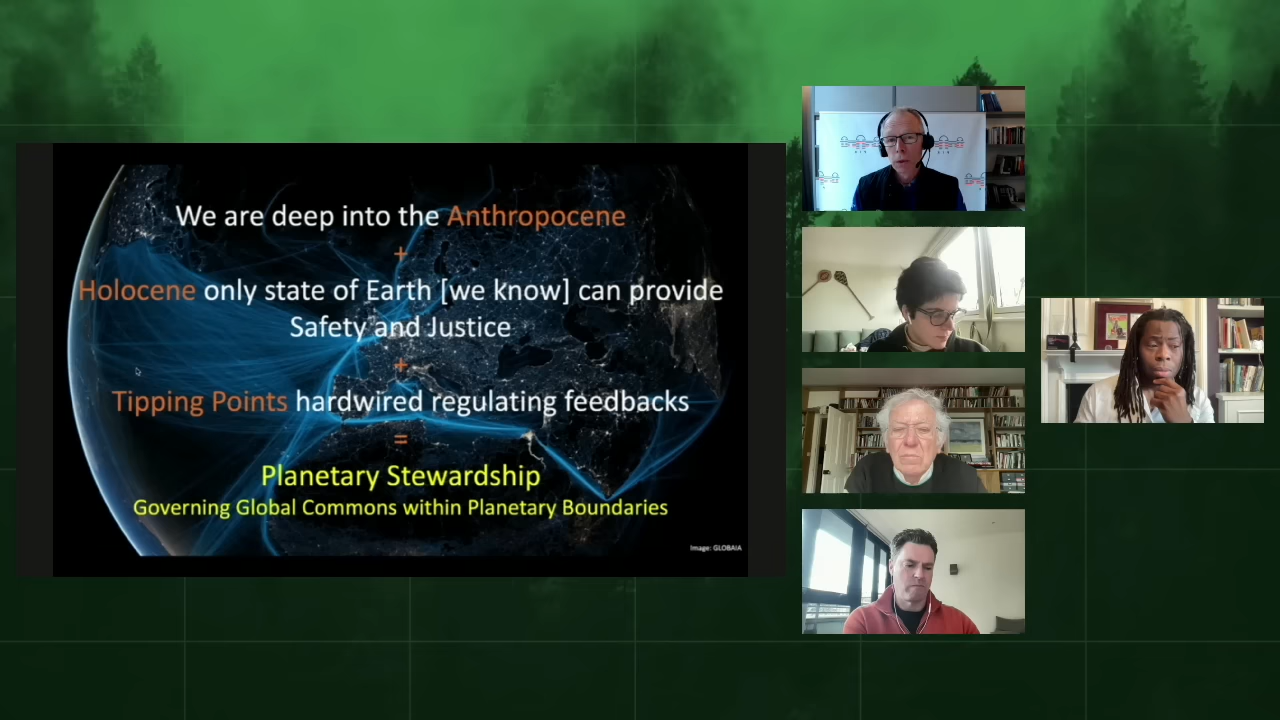 We are deep into the Anthropocene
+
Holocene only state of Earth [we know] can provide
Safety and Justice
+
Tipping Points hardwired regulating feedbacks
=
Planetary Stewardship
Governing Global Commons within Planetary Boundaries
Image: GLOBAIA